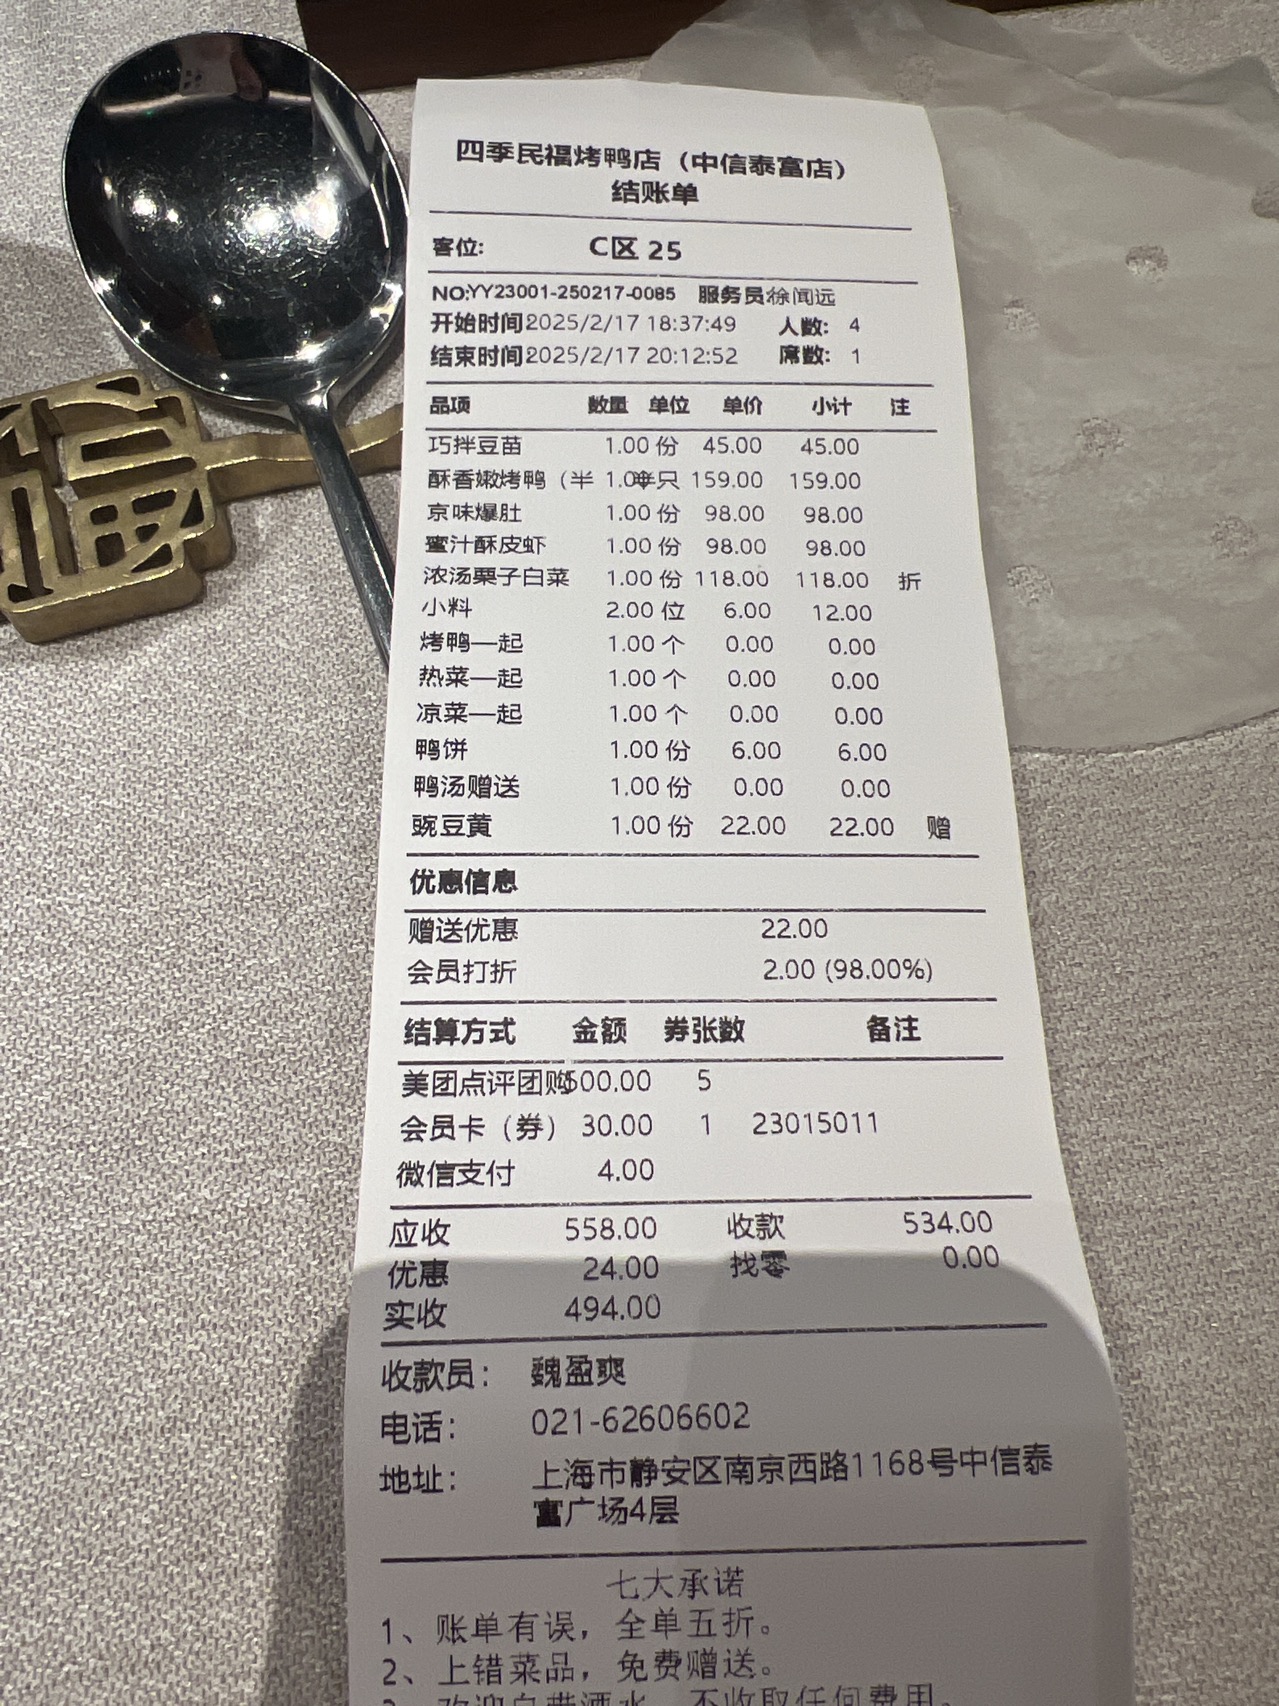 四季民福烤鸭店（中信泰富店）
结账单
客位: C区 25
NO:YY23001-250217-0085 服务员:徐闻远
开始时间2025/2/17 18:37:49 人数: 4
结束时间2025/2/17 20:12:52 席数: 1
品项 数量 单位 单价 小计 注
巧拌豆苗 1.00 份 45.00 45.00
酥香嫩烤鸭（半 1.00半只 159.00 159.00
京味爆肚 1.00 份 98.00 98.00
蜜汁酥皮虾 1.00 份 98.00 98.00
浓汤栗子白菜 1.00 份 118.00 118.00 折
小料 2.00 位 6.00 12.00
烤鸭—起 1.00 个 0.00 0.00
热菜—起 1.00 个 0.00 0.00
凉菜—起 1.00 个 0.00 0.00
鸭饼 1.00 份 6.00 6.00
鸭汤赠送 1.00 份 0.00 0.00
豌豆黄 1.00 份 22.00 22.00 赠
优惠信息
赠送优惠 22.00
会员打折 2.00 (98.00%)
结算方式 金额 券张数 备注
美团点评团购500.00 5
会员卡（券） 30.00 1 23015011
微信支付 4.00
应收 558.00 收款 534.00
优惠 24.00 找零 0.00
实收 494.00
收款员： 魏盈爽
电话： 021-62606602
地址： 上海市静安区南京西路1168号中信泰
富广场4层
七大承诺
1、账单有误，全单五折。
2、上错菜品，免费赠送。
3、欢迎自带酒水，不收取任何费用。
福